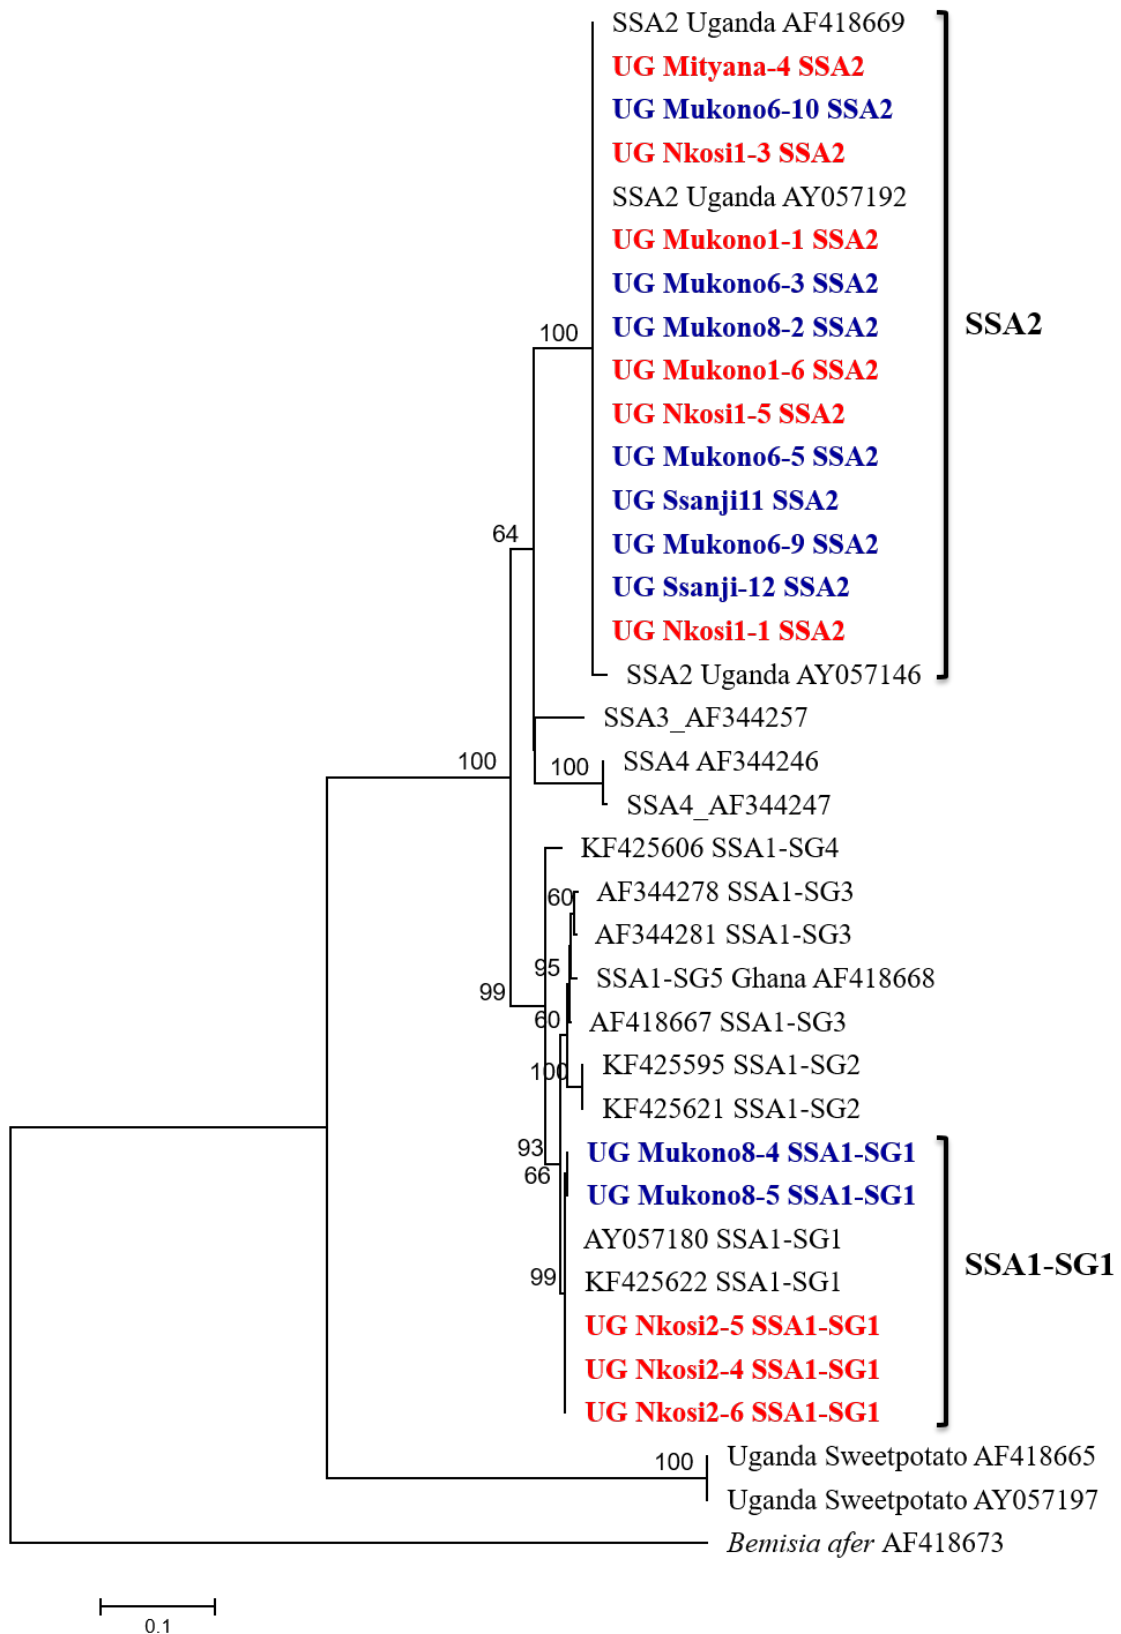 SSA2 Uganda AF418669
UG Mityana-4 SSA2
UG Mukono6-10 SSA2
UG Nkosi1-3 SSA2
SSA2 Uganda AY057192
UG Mukono1-1 SSA2
UG Mukono6-3 SSA2
UG Mukono8-2 SSA2
SSA2
100
UG Mukono1-6 SSA2
UG Nkosi1-5 SSA2
UG Mukono6-5 SSA2
UG Ssanji11 SSA2
64
UG Mukono6-9 SSA2
UG Ssanji-12 SSA2
UG Nkosi1-1 SSA2
SSA2 Uganda AY057146
SSA3_AF344257
100
100
SSA4 AF344246
SSA4_AF344247
KF425606 SSA1-SG4
60
AF344278 SSA1-SG3
AF344281 SSA1-SG3
95
SSA1-SG5 Ghana AF418668
99
60
AF418667 SSA1-SG3
100
KF425595 SSA1-SG2
KF425621 SSA1-SG2
93
UG Mukono8-4 SSA1-SG1
66
UG Mukono8-5 SSA1-SG1
AY057180 SSA1-SG1
SSA1-SG1
99
KF425622 SSA1-SG1
UG Nkosi2-5 SSA1-SG1
UG Nkosi2-4 SSA1-SG1
UG Nkosi2-6 SSA1-SG1
100
Uganda Sweetpotato AF418665
Uganda Sweetpotato AY057197
Bemisia afer AF418673
0.1